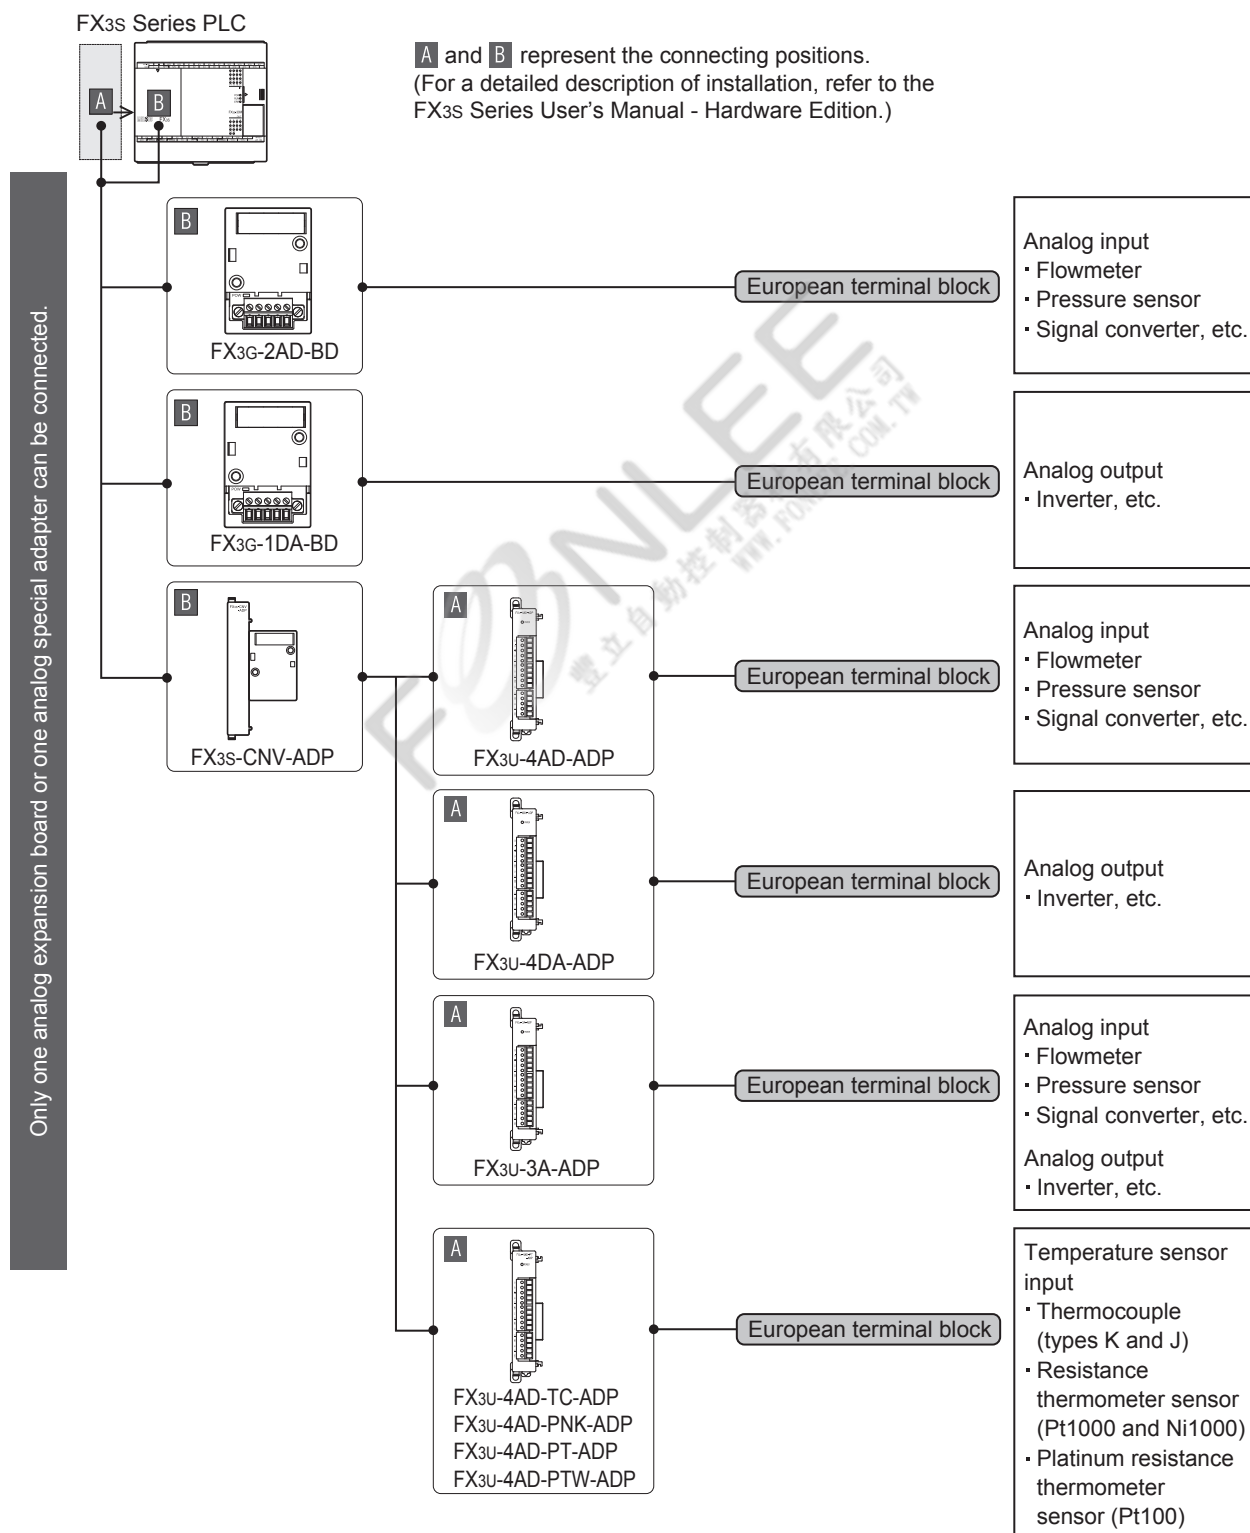 FX3S Series PLC
A and B represent the connecting positions.
(For a detailed description of installation, refer to the
FX3S Series User's Manual - Hardware Edition.)
A
B
Only one analog expansion board or one analog special adapter can be connected.
B
FX3G-2AD-BD
European terminal block
Analog input
· Flowmeter
· Pressure sensor
· Signal converter, etc.
B
FX3G-1DA-BD
European terminal block
Analog output
· Inverter, etc.
B
FX3S-CNV-ADP
A
FX3U-4AD-ADP
European terminal block
Analog input
· Flowmeter
· Pressure sensor
· Signal converter, etc.
A
FX3U-4DA-ADP
European terminal block
Analog output
· Inverter, etc.
A
FX3U-3A-ADP
European terminal block
Analog input
· Flowmeter
· Pressure sensor
· Signal converter, etc.
Analog output
· Inverter, etc.
A
FX3U-4AD-TC-ADP
FX3U-4AD-PNK-ADP
FX3U-4AD-PT-ADP
FX3U-4AD-PTW-ADP
European terminal block
Temperature sensor
input
· Thermocouple
(types K and J)
· Resistance
thermometer sensor
(Pt1000 and Ni1000)
· Platinum resistance
thermometer
sensor (Pt100)
FONLEE